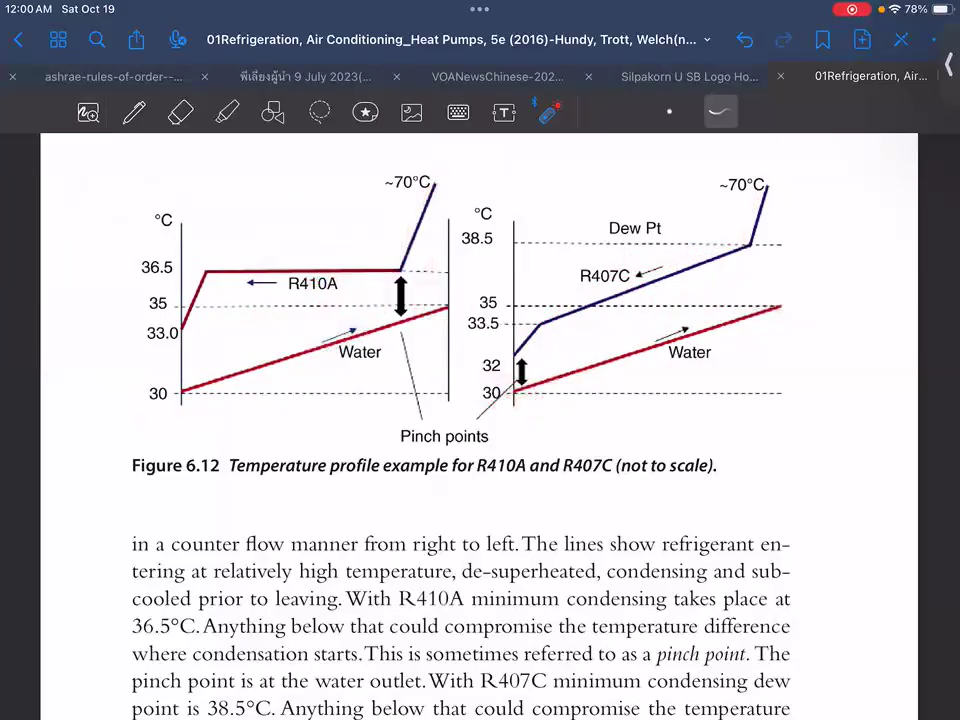 12:00 AM Sat Oct 19
78%
01Refrigeration, Air Conditioning_Heat Pumps, 5e (2016)-Hundy, Trott, Welch(n...
ashrae-rules-of-order--...
พี่เลี้ยงผู้นำ 9 July 2023(...
VOANewsChinese-202...
Silpakorn U SB Logo Ho...
01Refrigeration, Air...
~70°C
°C
36.5
R410A
35
33.0
Water
30
~70°C
°C
38.5
Dew Pt
R407C
35
33.5
Water
32
30
Pinch points
Figure 6.12 Temperature profile example for R410A and R407C (not to scale).
in a counter flow manner from right to left. The lines show refrigerant en-
tering at relatively high temperature, de-superheated, condensing and sub-
cooled prior to leaving. With R410A minimum condensing takes place at
36.5°C. Anything below that could compromise the temperature difference
where condensation starts. This is sometimes referred to as a pinch point. The
pinch point is at the water outlet. With R407C minimum condensing dew
point is 38.5°C. Anything below that could compromise the temperature